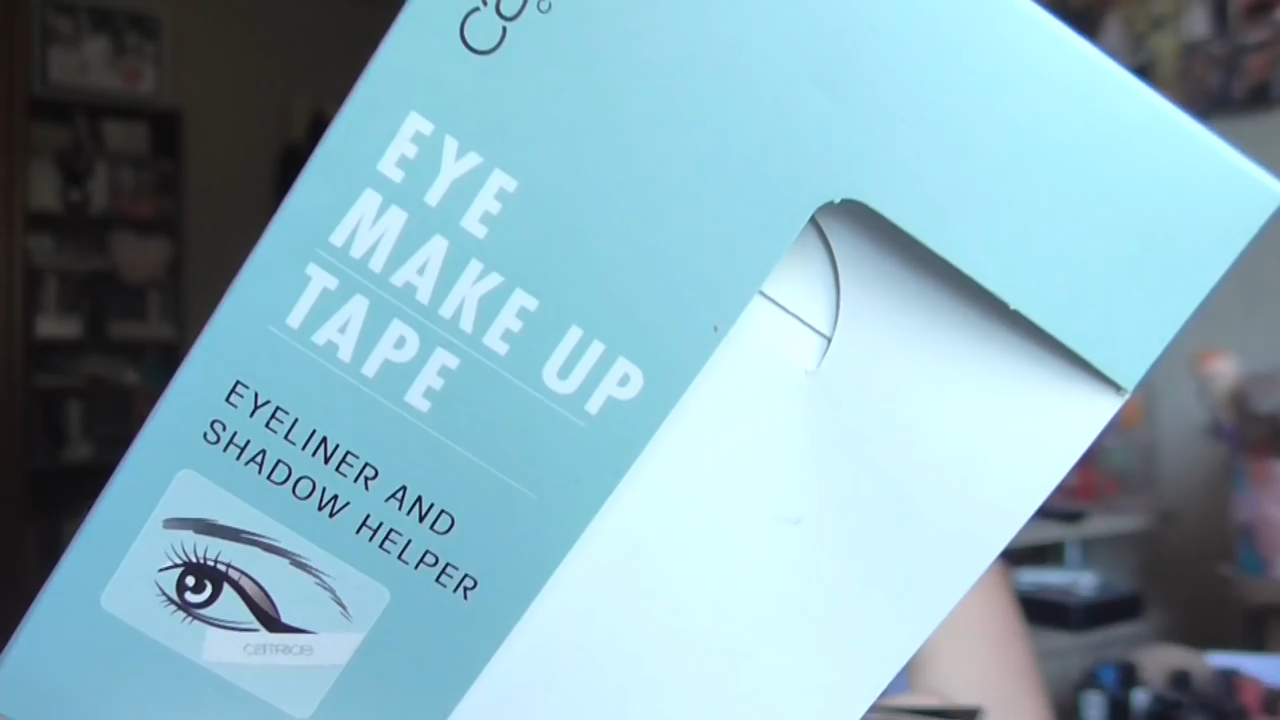 EYE
MAKE UP
TAPE
EYELINER AND
SHADOW HELPER
CATRICE